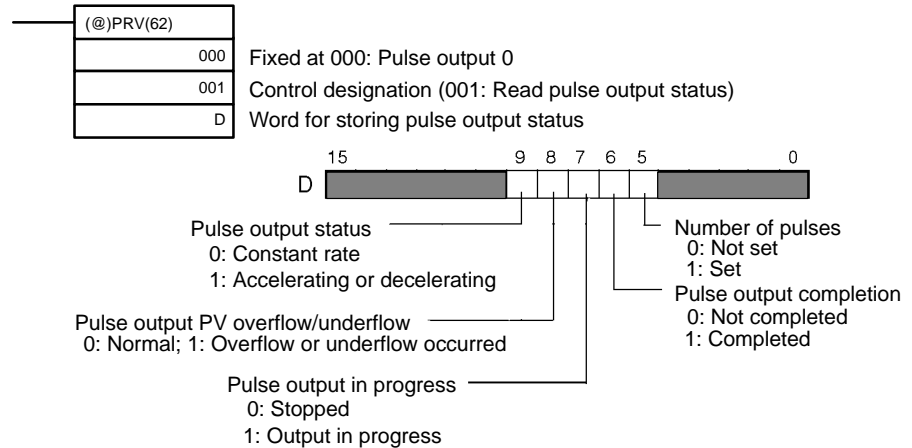 (@)PRV(62)
000 Fixed at 000: Pulse output 0
001 Control designation (001: Read pulse output status)
D Word for storing pulse output status
15 9 8 7 6 5 0
D
Pulse output status
0: Constant rate
1: Accelerating or decelerating
Number of pulses
0: Not set
1: Set
Pulse output completion
0: Not completed
1: Completed
Pulse output PV overflow/underflow
0: Normal; 1: Overflow or underflow occurred
Pulse output in progress
0: Stopped
1: Output in progress